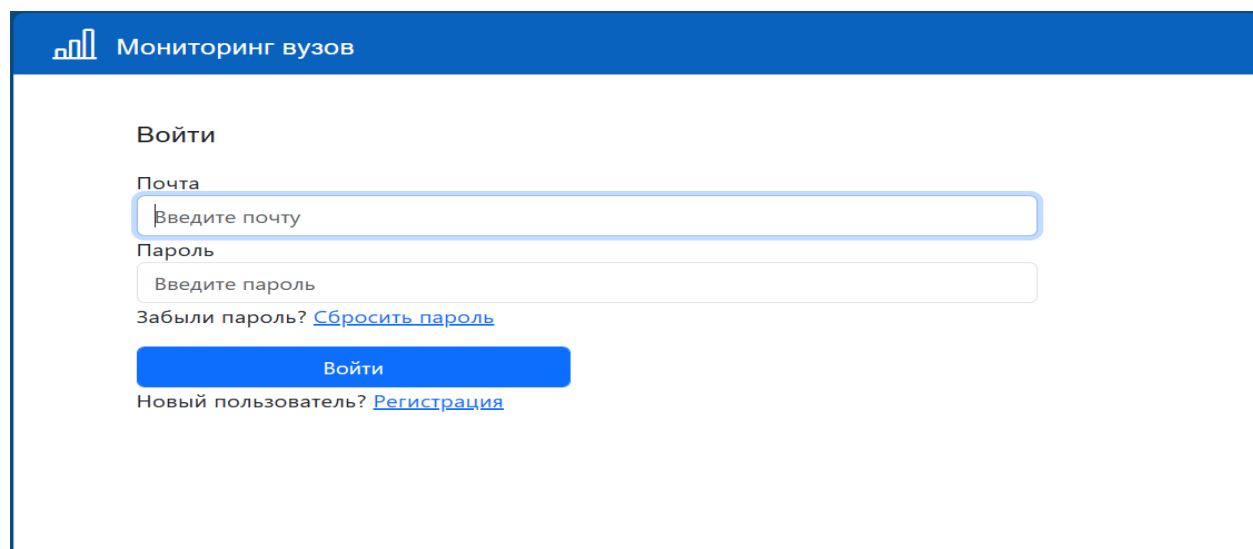 Мониторинг вузов
Войти
Почта
Введите почту
Пароль
Введите пароль
Забыли пароль? Сбросить пароль
Войти
Новый пользователь? Регистрация